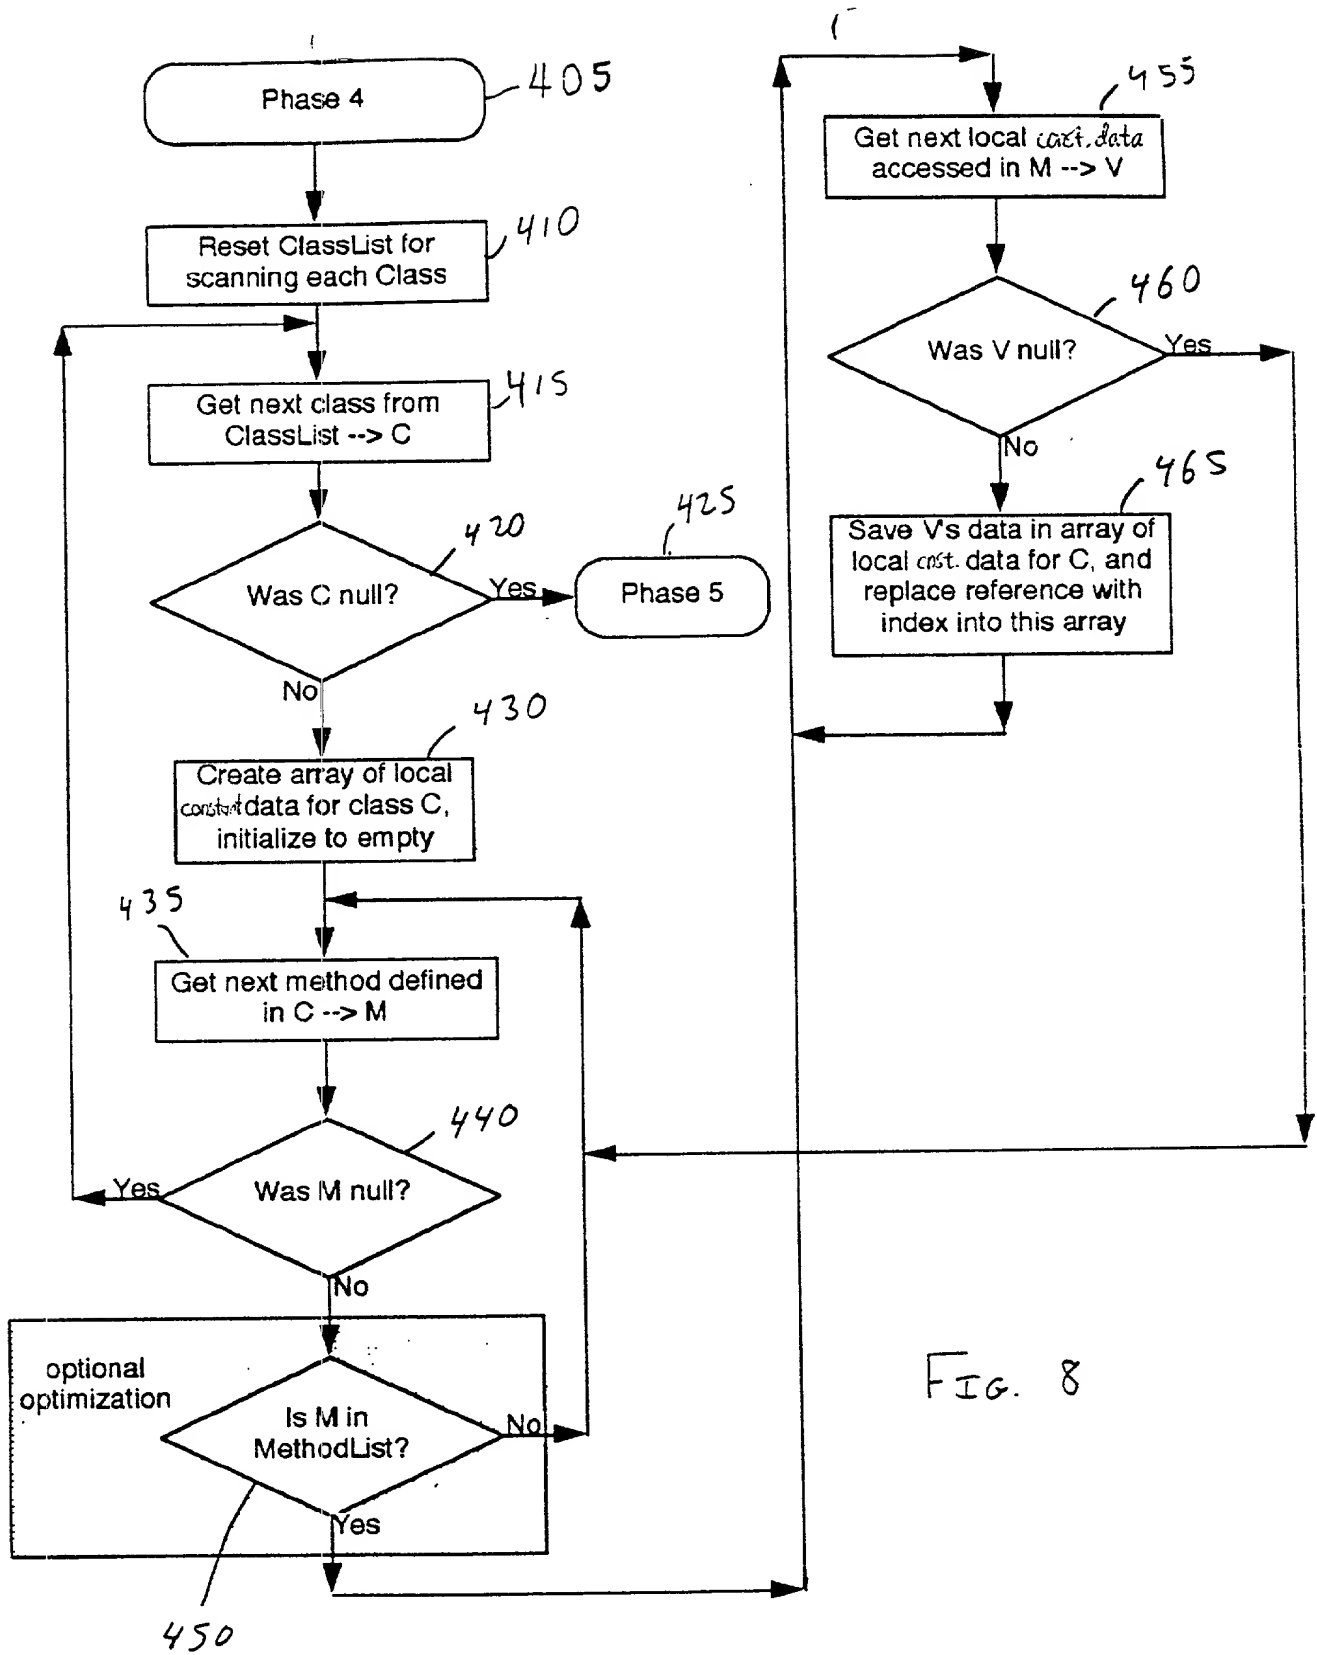 Phase 4
405
Reset ClassList for
scanning each Class
410
Get next class from
ClassList --> C
415
Was C null?
420
Yes
Phase 5
425
No
430
Create array of local
constant data for class C,
initialize to empty
435
Get next method defined
in C --> M
440
Was M null?
Yes
No
optional
optimization
Is M in
MethodList?
No
Yes
450
455
Get next local const. data
accessed in M --> V
460
Was V null?
Yes
No
465
Save V's data in array of
local cnst. data for C, and
replace reference with
index into this array
FIG. 8